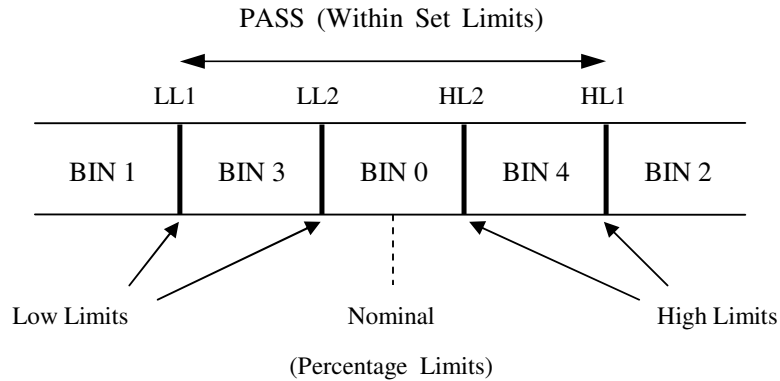 PASS (Within Set Limits)
LL1 LL2 HL2 HL1
BIN 1 BIN 3 BIN 0 BIN 4 BIN 2
Low Limits Nominal High Limits
(Percentage Limits)